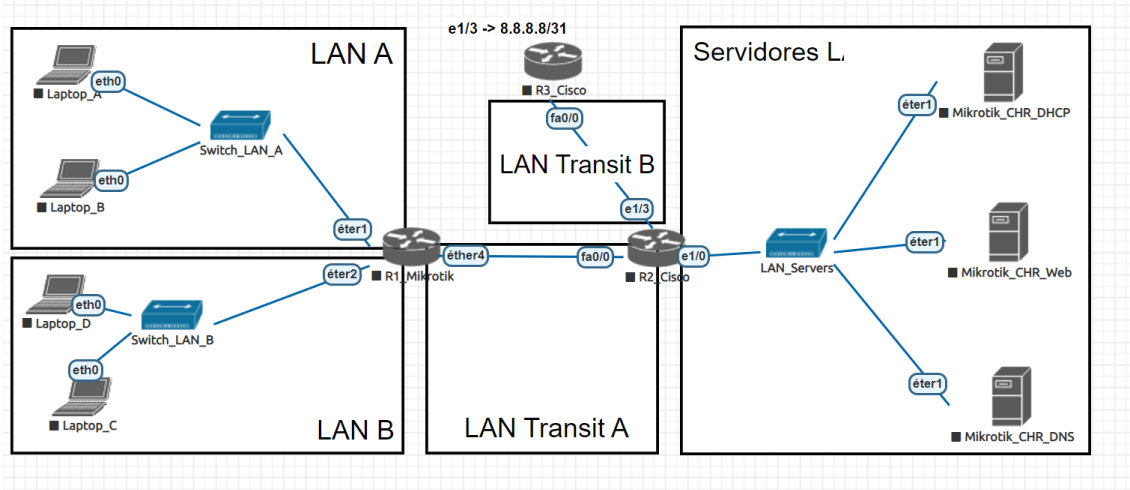 LAN A
eth0
Laptop_A
Switch_LAN_A
eth0
Laptop_B
éter1
e1/3 -> 8.8.8.8/31
R3_Cisco
fa0/0
LAN Transit B
e1/3
Servidores
éter1
Mikrotik_CHR_DHCP
R1_Mikrotik
éther4
fa0/0
R2_Cisco
e1/0
LAN_Servers
éter1
Mikrotik_CHR_Web
éter2
eth0
Laptop_D
Switch_LAN_B
eth0
Laptop_C
LAN B
LAN Transit A
éter1
Mikrotik_CHR_DNS